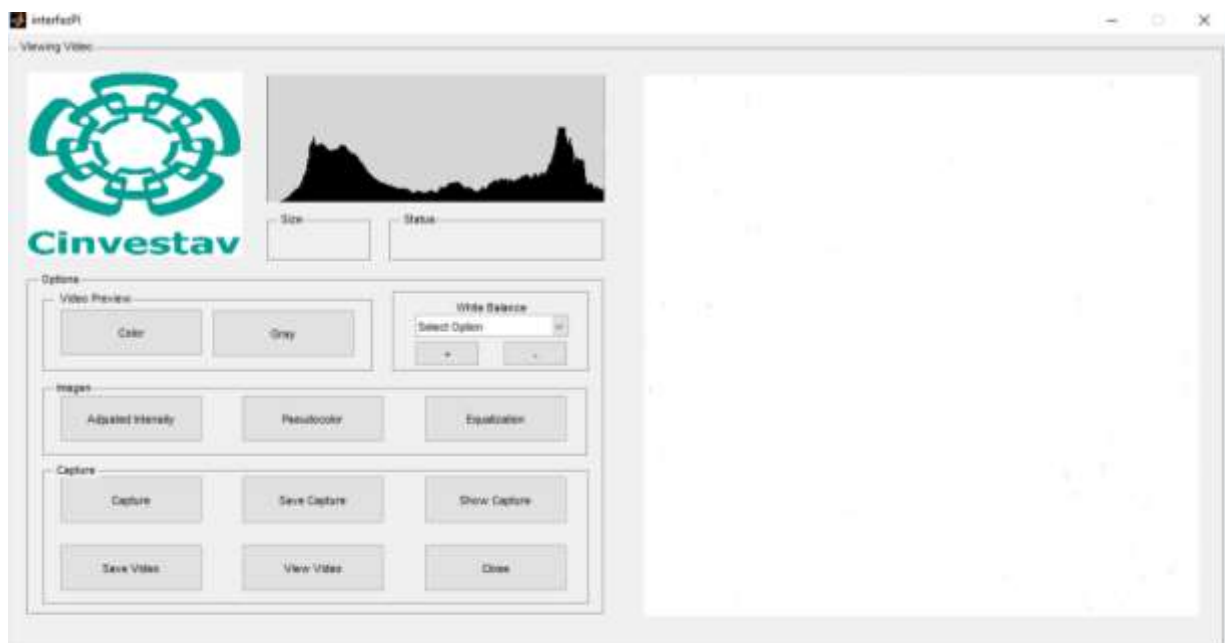 interfazPI
Viewing Video
Cinvestav
Size
Status
Options
Video Preview
Color
Gray
White Balance
Select Option
+
-
Imagen
Adjusted Intensity
Pseudocolor
Equalization
Capture
Capture
Save Capture
Show Capture
Save Video
View Video
Close